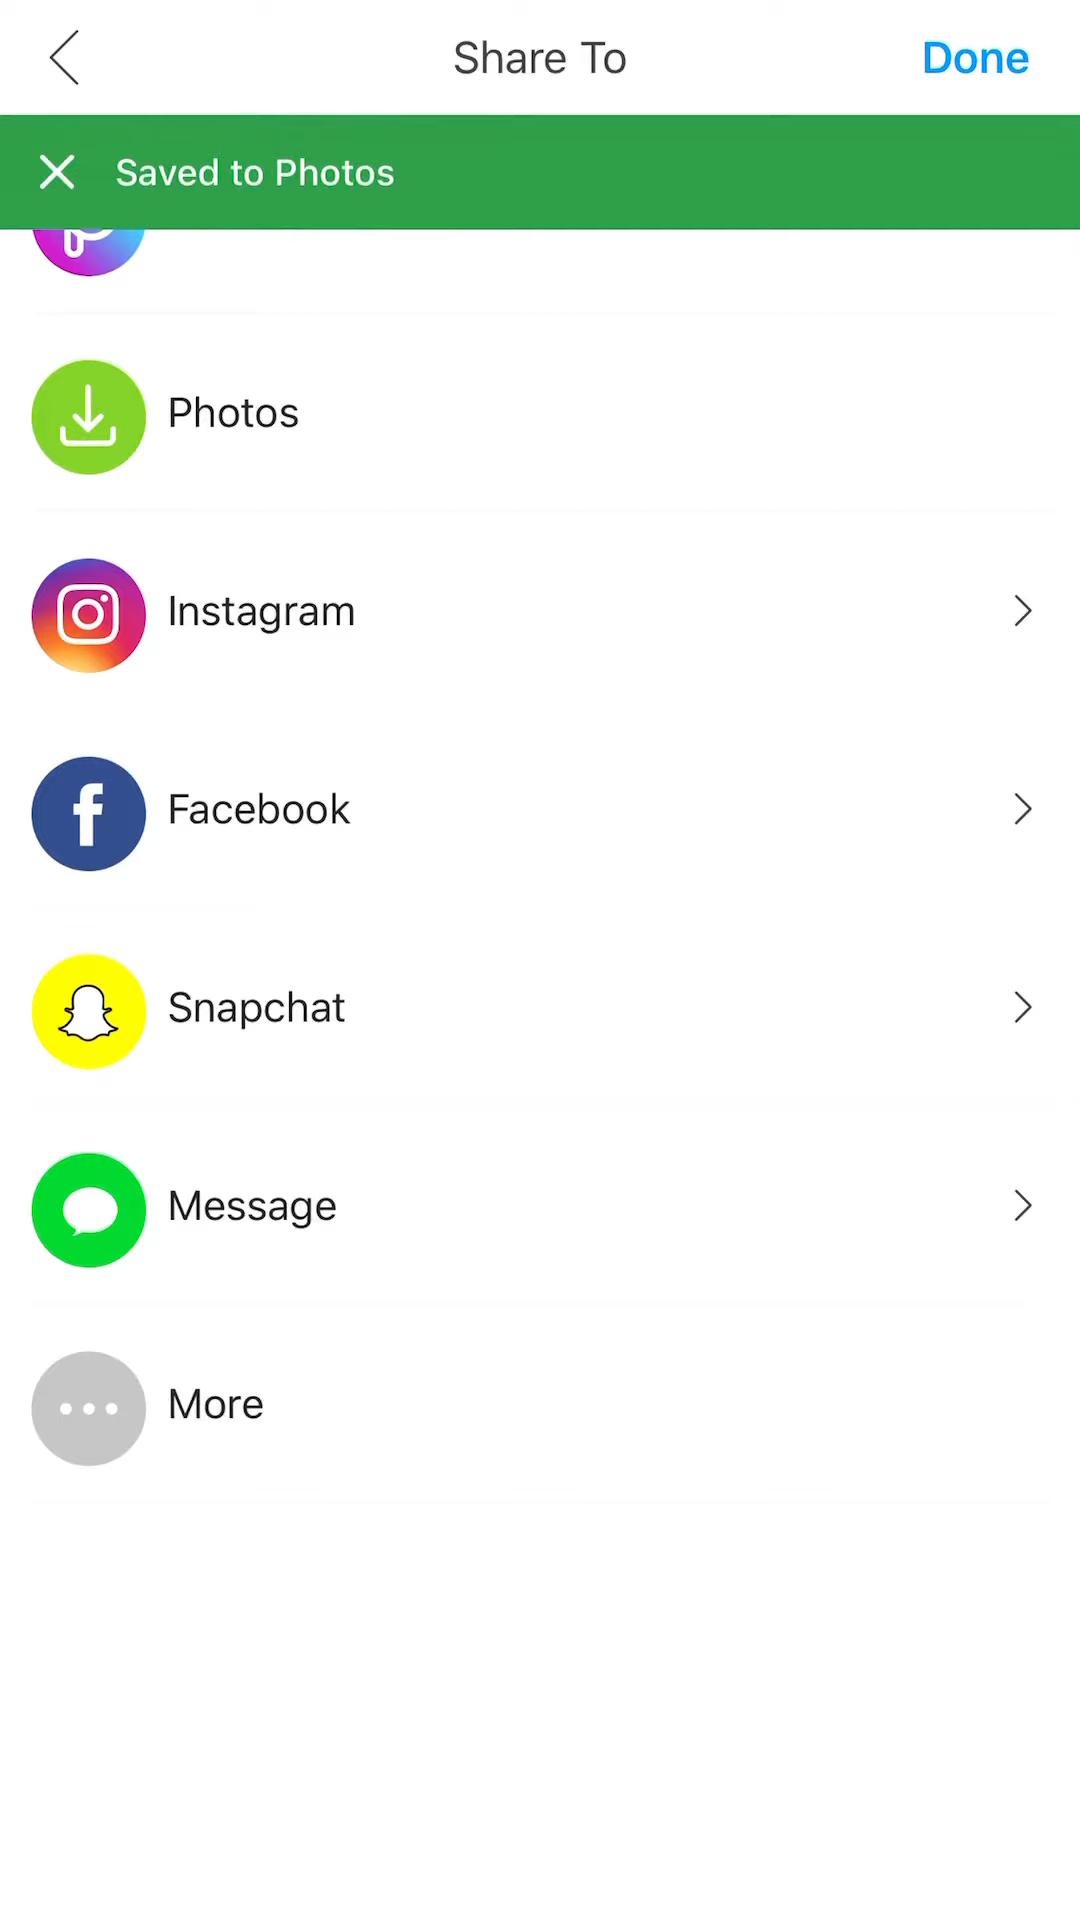 Share To
Done
Saved to Photos
Photos
Instagram
Facebook
Snapchat
Message
More